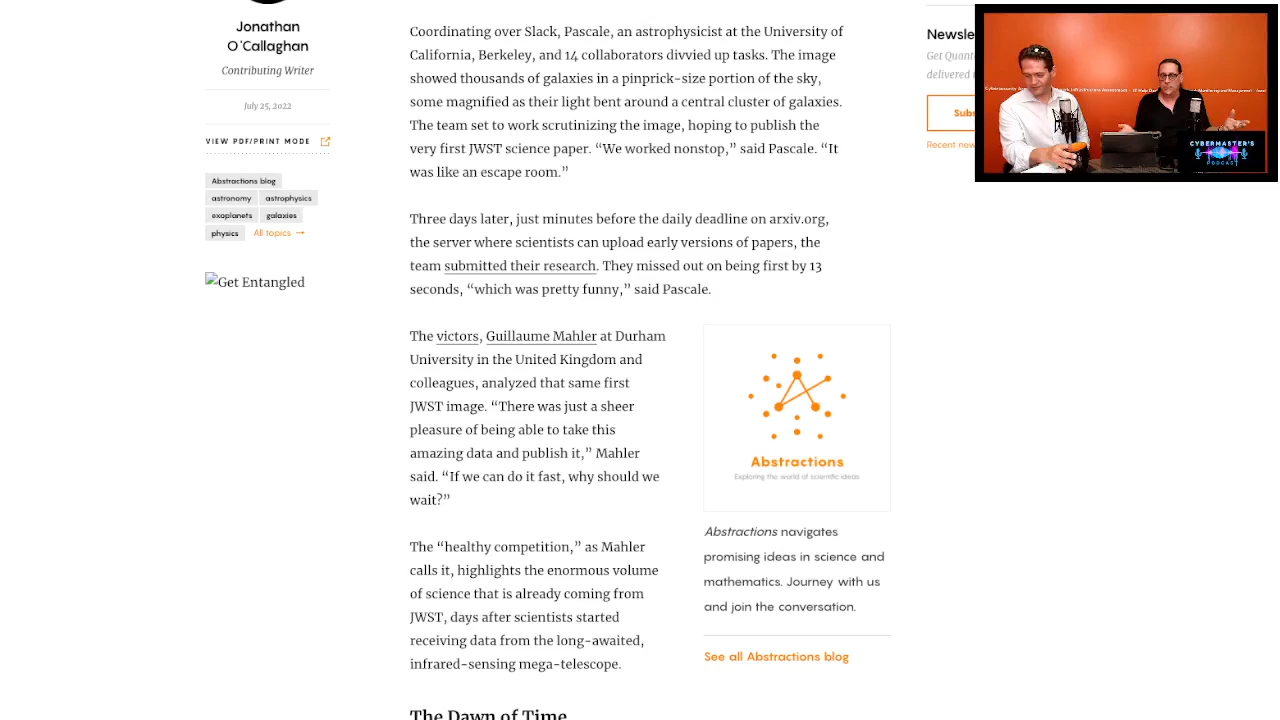 Jonathan
O'Callaghan
Contributing Writer
July 25, 2022
VIEW PDF/PRINT MODE
Abstractions blog
astronomy astrophysics
exoplanets galaxies
physics All topics →
Get Entangled
Coordinating over Slack, Pascale, an astrophysicist at the University of
California, Berkeley, and 14 collaborators divvied up tasks. The image
showed thousands of galaxies in a pinprick-size portion of the sky,
some magnified as their light bent around a central cluster of galaxies.
The team set to work scrutinizing the image, hoping to publish the
very first JWST science paper. “We worked nonstop,” said Pascale. “It
was like an escape room.”
Three days later, just minutes before the daily deadline on arxiv.org,
the server where scientists can upload early versions of papers, the
team submitted their research. They missed out on being first by 13
seconds, “which was pretty funny,” said Pascale.
The victors, Guillaume Mahler at Durham
University in the United Kingdom and
colleagues, analyzed that same first
JWST image. “There was just a sheer
pleasure of being able to take this
amazing data and publish it,” Mahler
said. “If we can do it fast, why should we
wait?”
The “healthy competition,” as Mahler
calls it, highlights the enormous volume
of science that is already coming from
JWST, days after scientists started
receiving data from the long-awaited,
infrared-sensing mega-telescope.
The Dawn of Time
Abstractions
Exploring the world of scientific ideas
Abstractions navigates
promising ideas in science and
mathematics. Journey with us
and join the conversation.
See all Abstractions blog
Newsle
Get Quant
delivered t
Subs
Recent new
CYBERMASTER'S
PODCAST